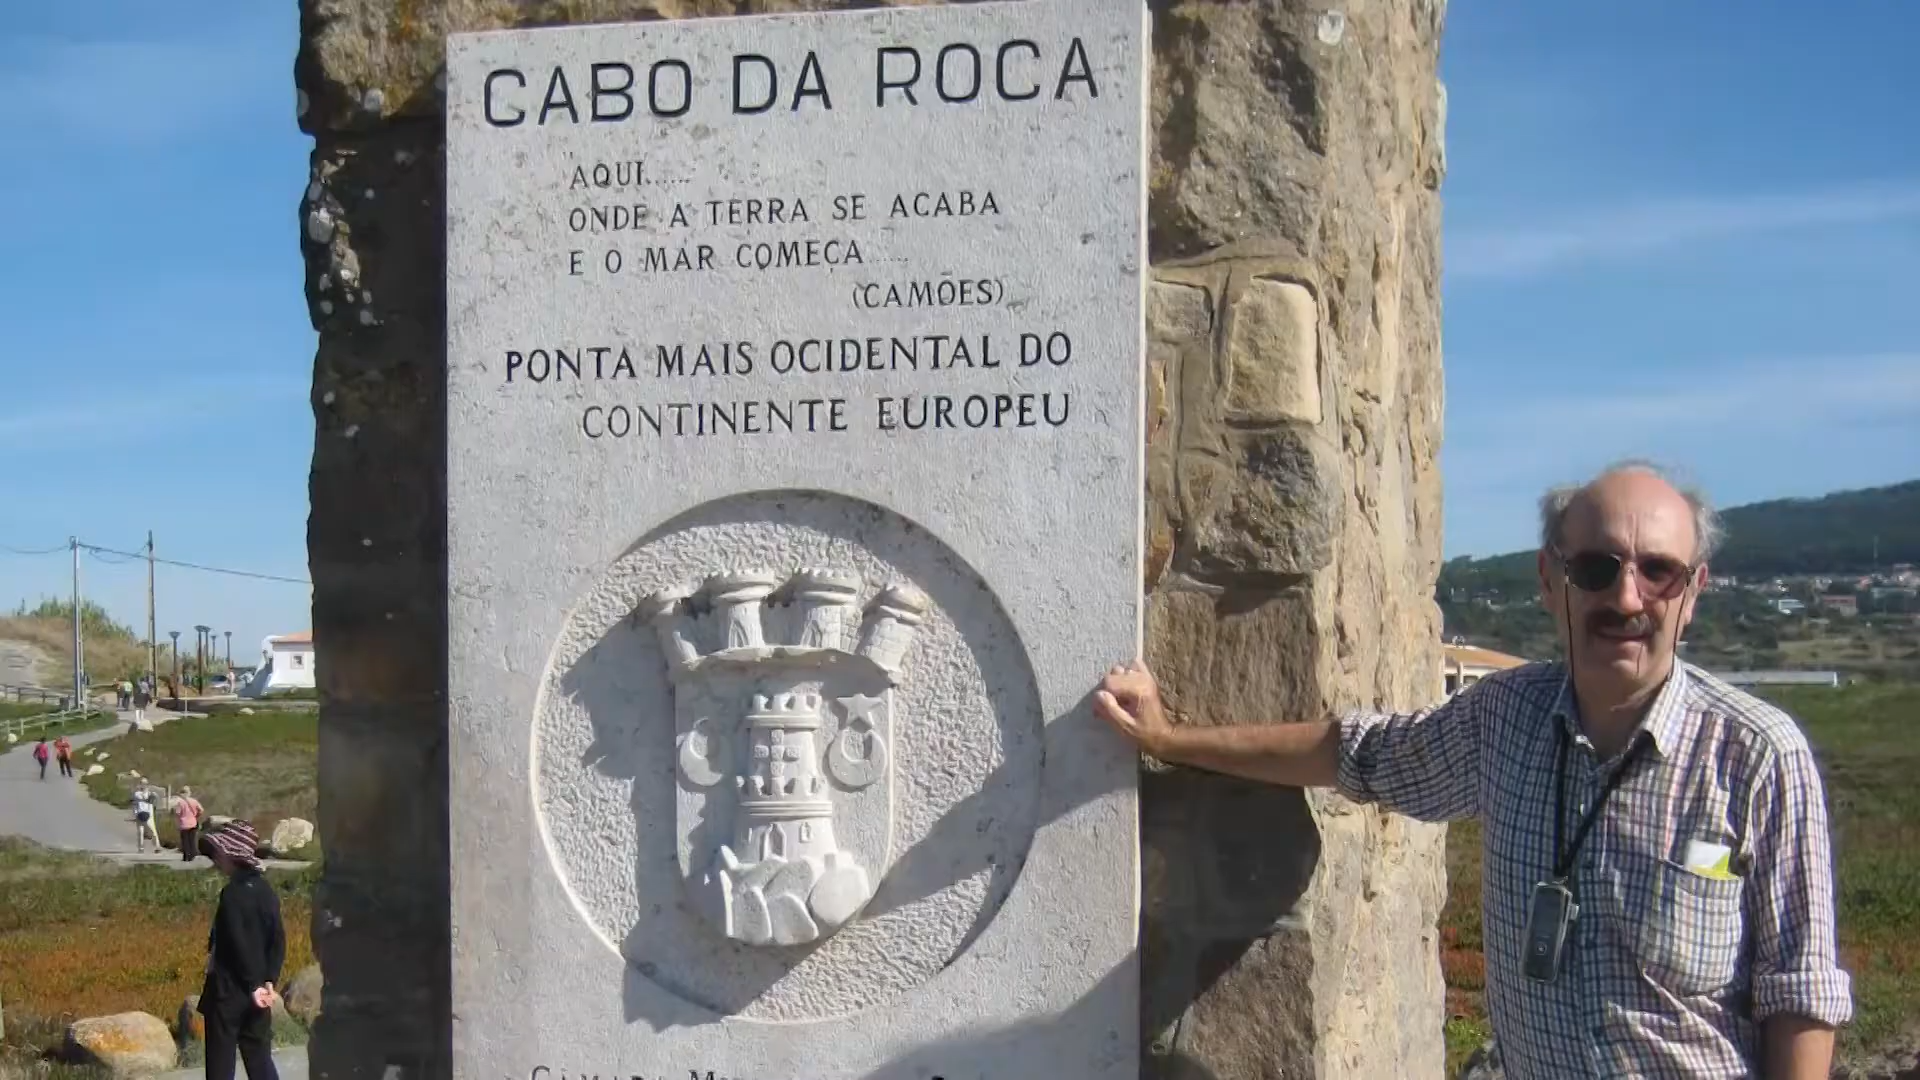 CABO DA ROCA
AQUI......
ONDE A TERRA SE ACABA
E O MAR COMEÇA......
(CAMÕES)
PONTA MAIS OCIDENTAL DO
CONTINENTE EUROPEU